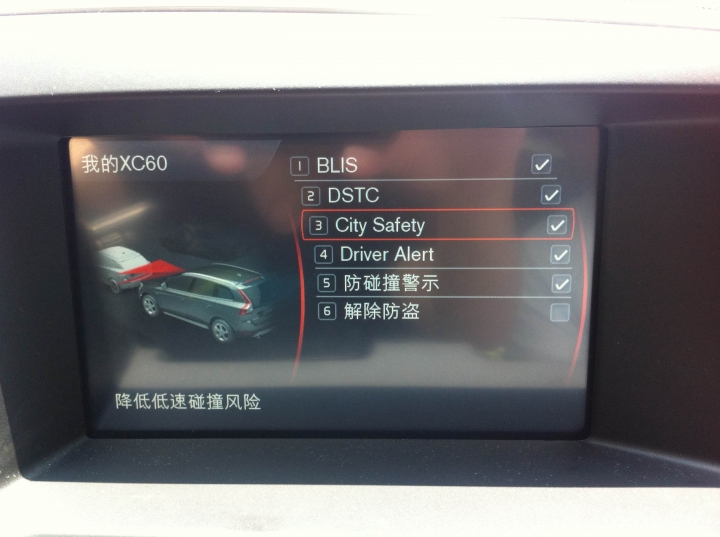 我的XC60
1 BLIS
2 DSTC
3 City Safety
4 Driver Alert
5 防碰撞警示
6 解除防盗
降低低速碰撞风险